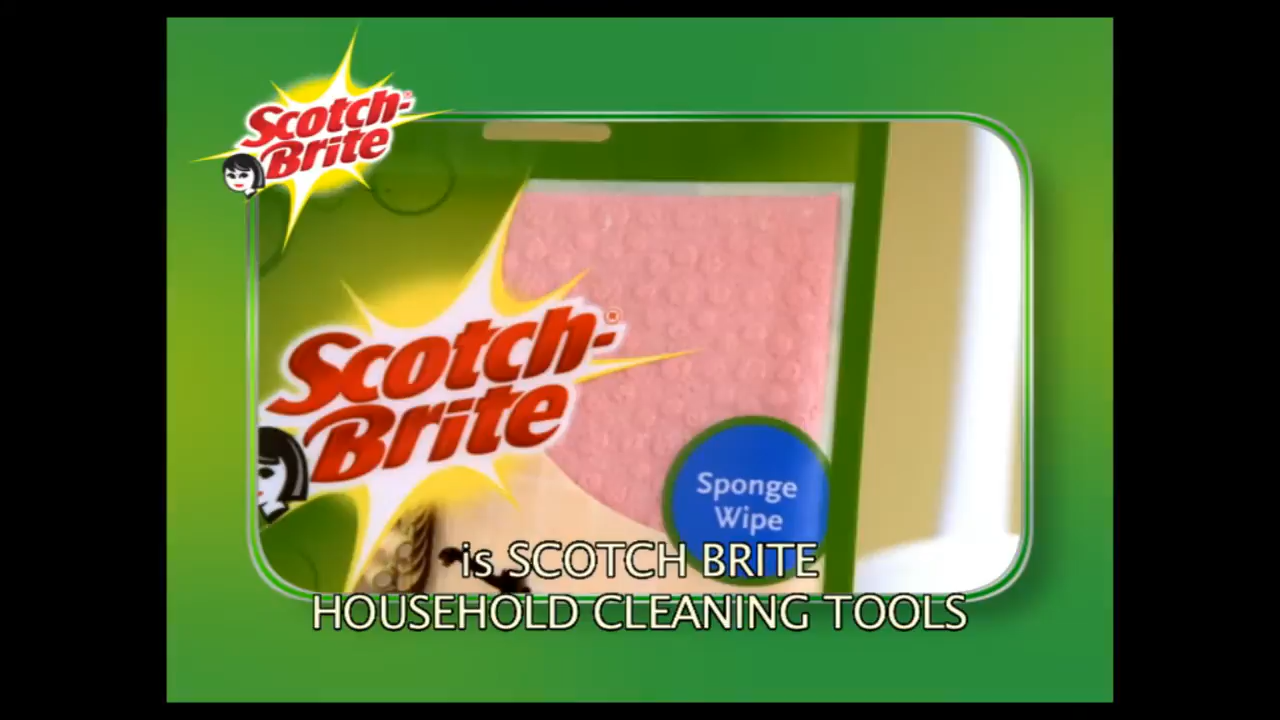 Scotch-
Brite
Scotch-®
Brite
Sponge
Wipe
is SCOTCH BRITE
HOUSEHOLD CLEANING TOOLS